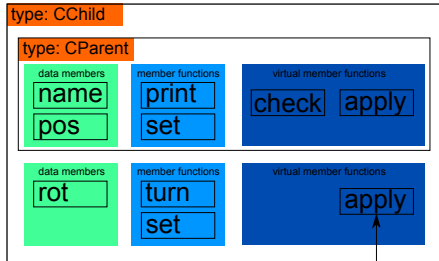 type: CChild
type: CParent
data members member functions virtual member functions
name print check apply
pos set
data members member functions virtual member functions
rot turn apply
set